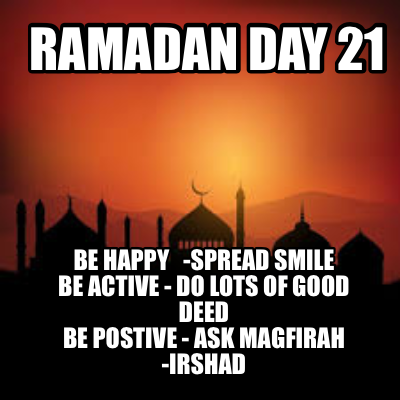 RAMADAN DAY 21
BE HAPPY -SPREAD SMILE
BE ACTIVE - DO LOTS OF GOOD
DEED
BE POSTIVE - ASK MAGFIRAH
-IRSHAD